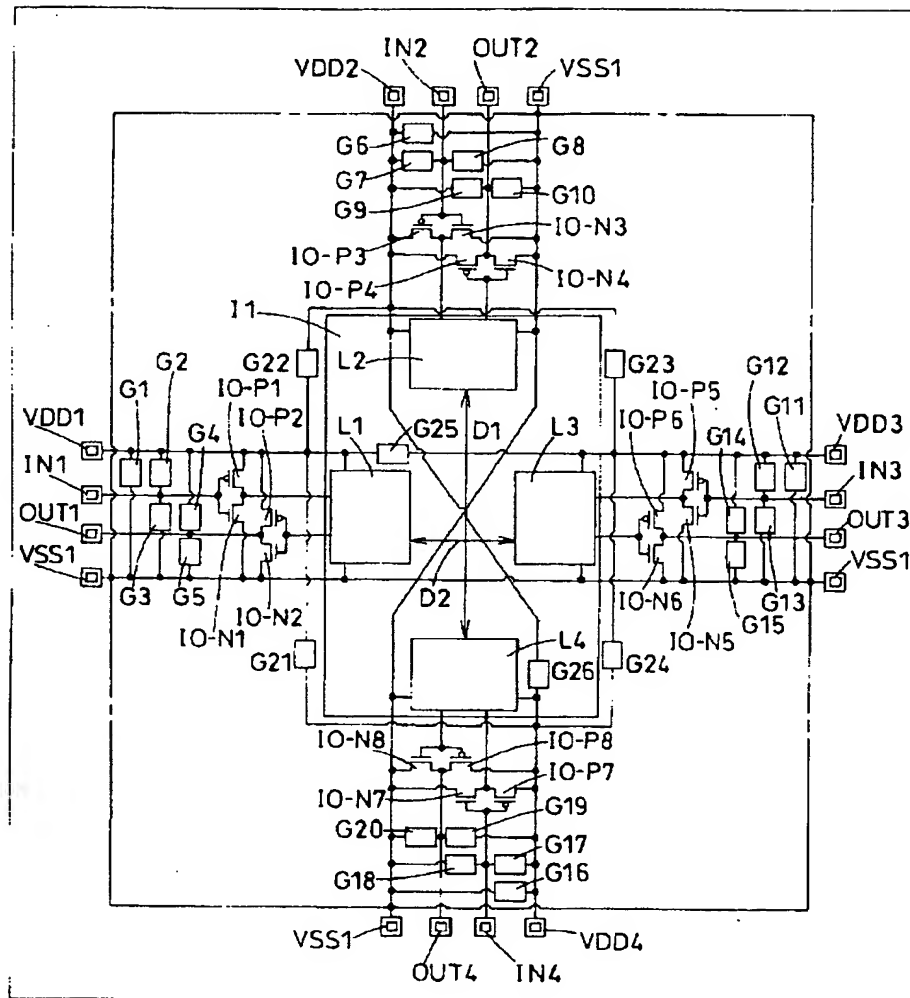 IN2 OUT2
VDD2 VSS1
G6 G8
G7
G9 G10
IO-P3 IO-N3
IO-P4 IO-N4
I1
G22 L2 G23 G12
G1 G2 IO-P1 IO-P5 G11
G4 IO-P2 IO-P6
VDD1 L1 G25 D1 L3 G14 VDD3
IN1 IN3
OUT1 OUT3
VSS1 VSS1
G3 G5 D2 G13
IO-N2 IO-N6 G15
IO-N1 IO-N5
G21 L4 G26 G24
IO-N8 IO-P8
IO-N7 IO-P7
G20 G19
G18 G17
G16
VSS1 VDD4
OUT4 IN4